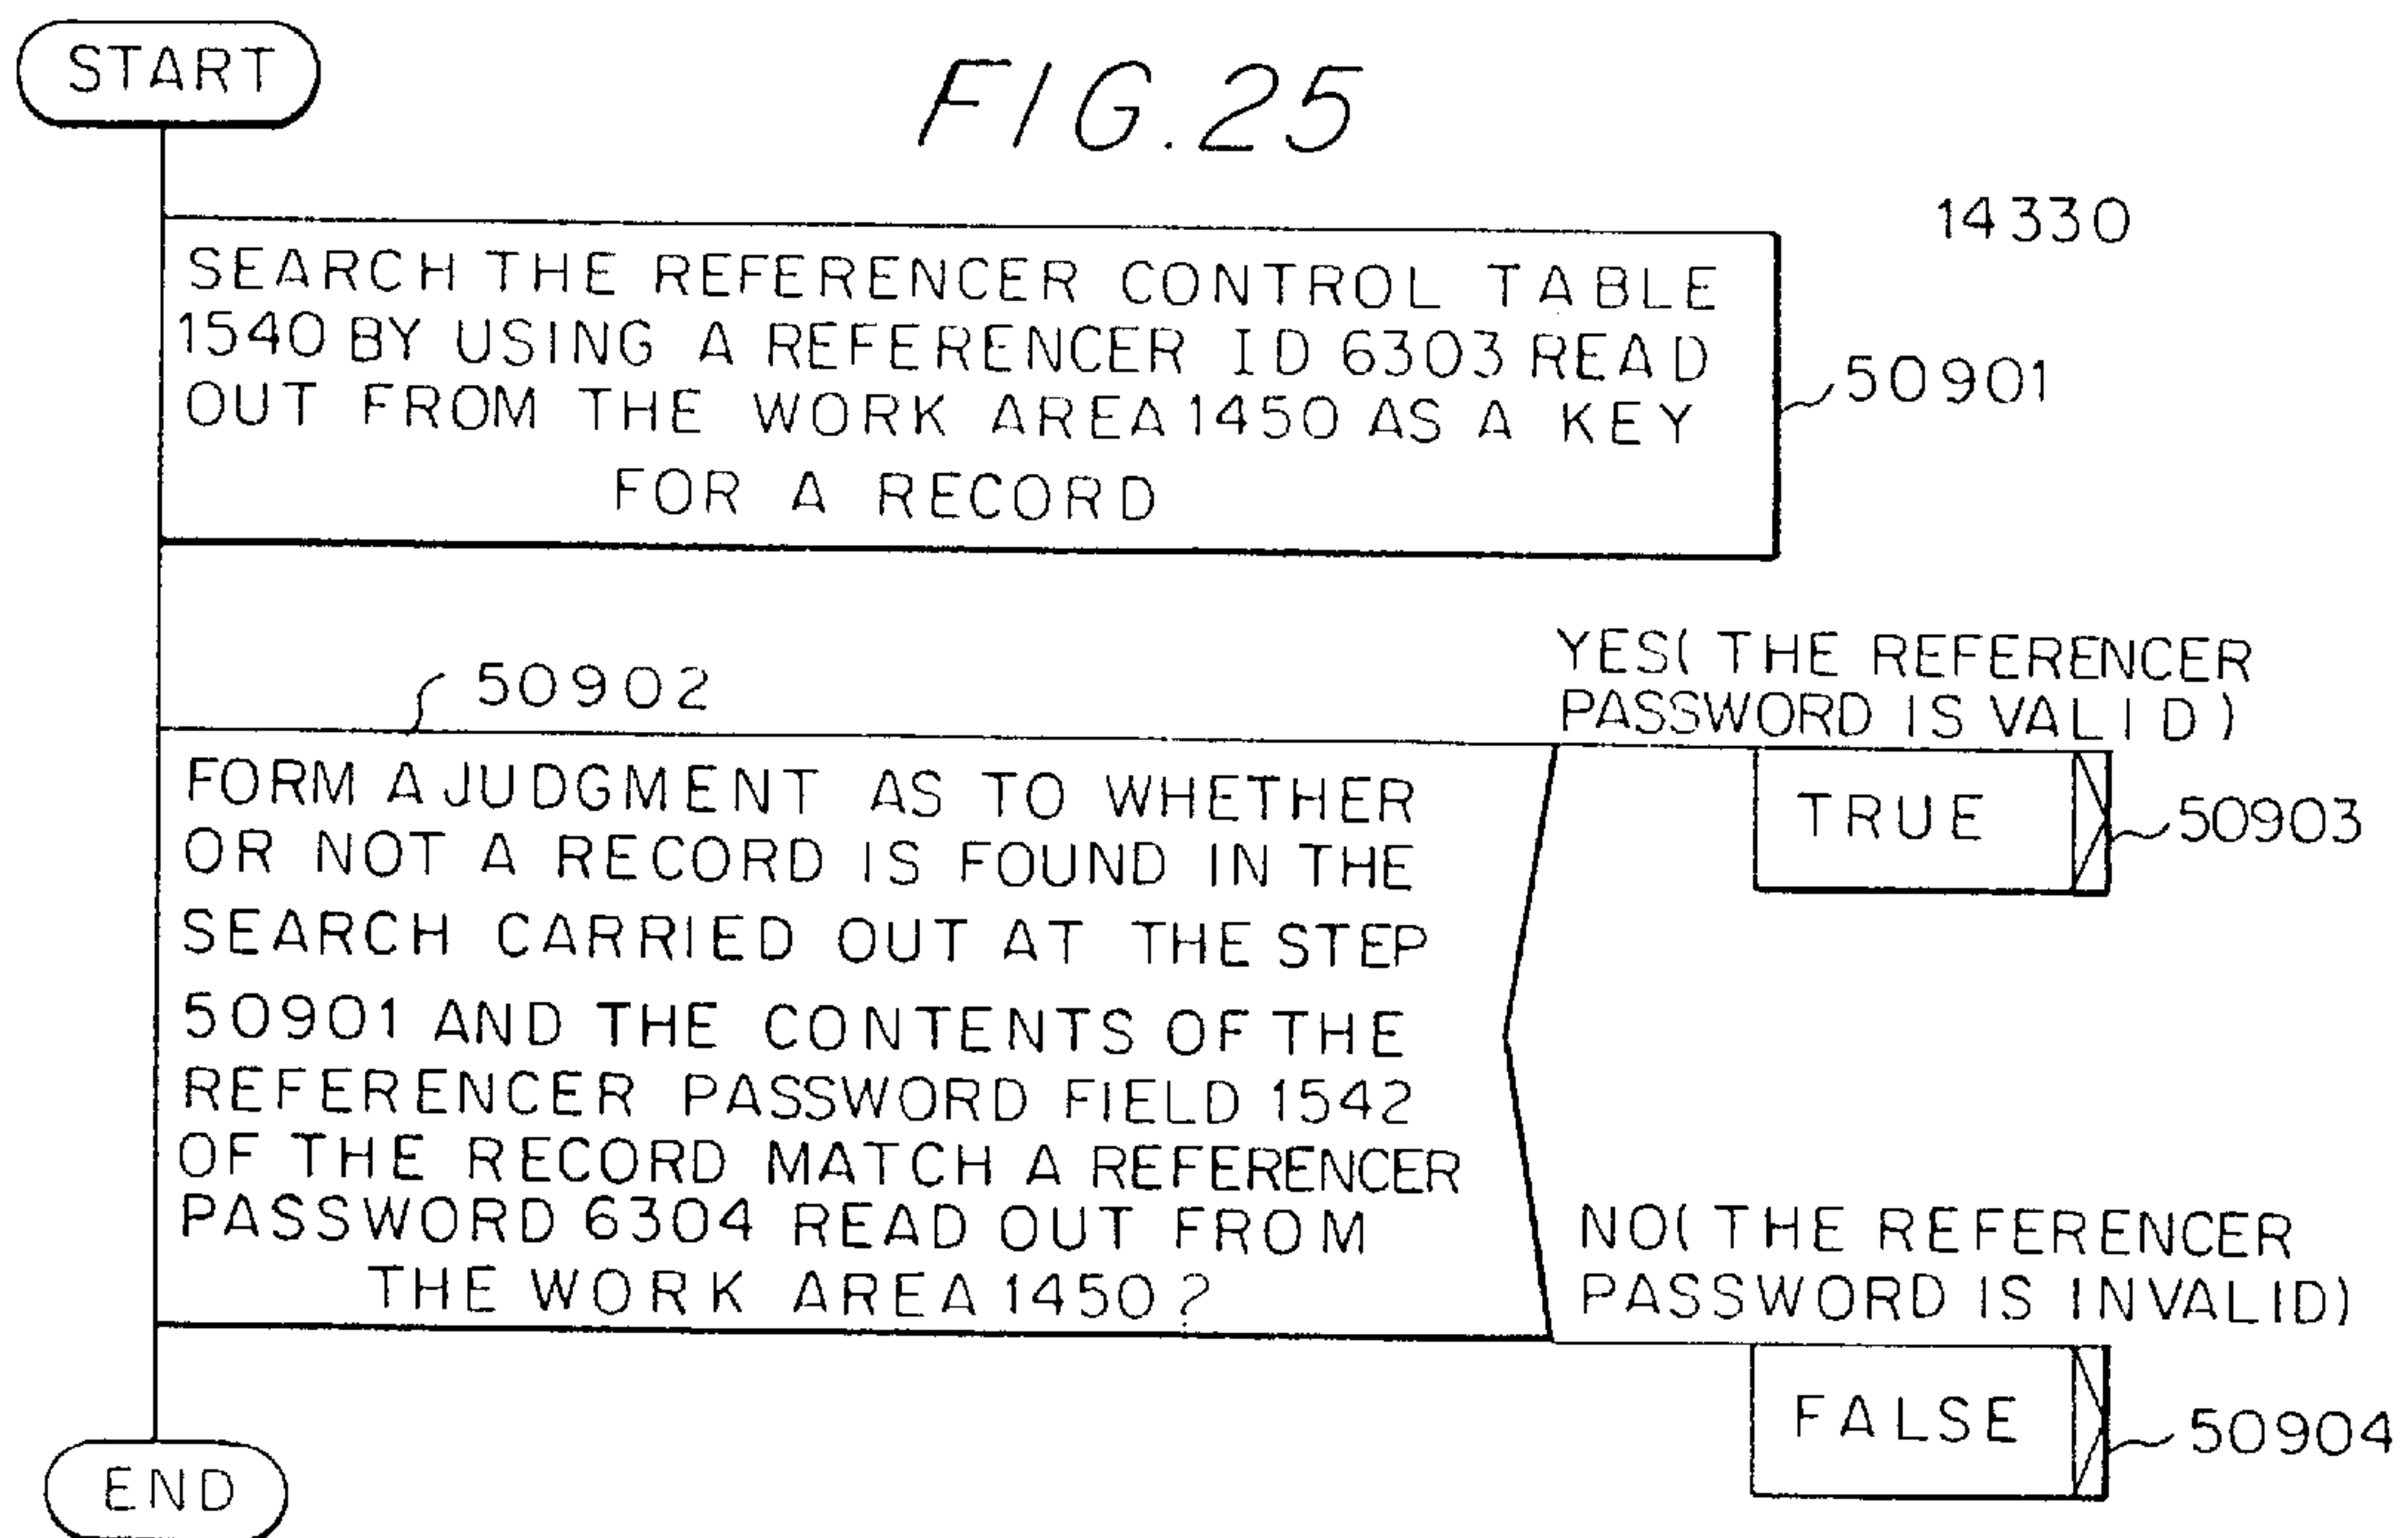 START
FIG.25
14330
SEARCH THE REFERENCER CONTROL TABLE
1540 BY USING A REFERENCER ID 6303 READ
OUT FROM THE WORK AREA 1450 AS A KEY
FOR A RECORD
50901
50902
YES( THE REFERENCER
PASSWORD IS VALID )
FORM A JUDGMENT AS TO WHETHER
OR NOT A RECORD IS FOUND IN THE
SEARCH CARRIED OUT AT THE STEP
50901 AND THE CONTENTS OF THE
REFERENCER PASSWORD FIELD 1542
OF THE RECORD MATCH A REFERENCER
PASSWORD 6304 READ OUT FROM
THE WORK AREA 1450 ?
TRUE
50903
NO( THE REFERENCER
PASSWORD IS INVALID)
FALSE
50904
END